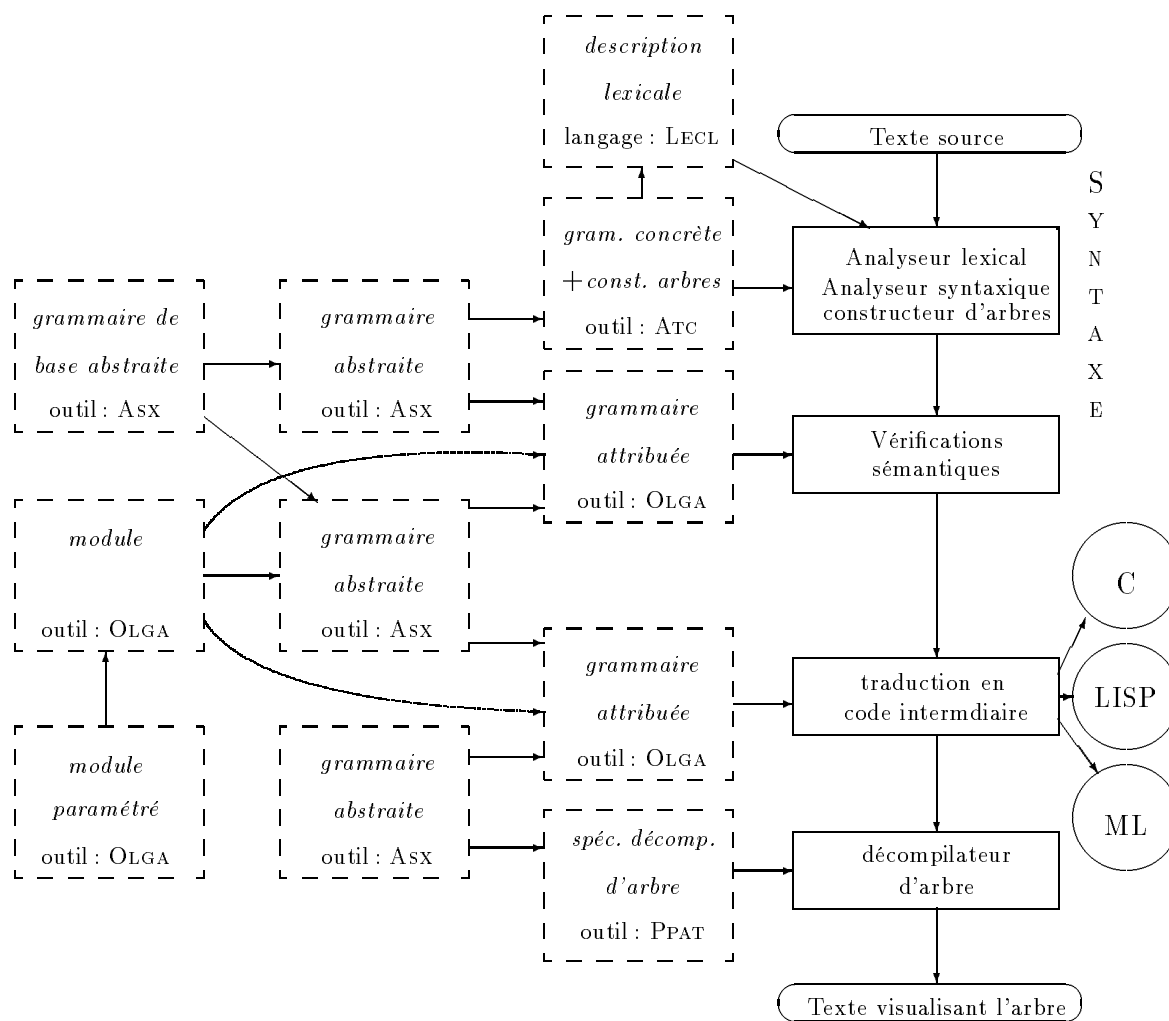 description
lexicale
langage : LECL
Texte source
S
Y
N
T
A
X
E
gram. concrète
+const. arbres
outil : ATC
Analyseur lexical
Analyseur syntaxique
constructeur d'arbres
grammaire de
base abstraite
outil : ASX
grammaire
abstraite
outil : ASX
grammaire
attribuée
outil : OLGA
Vérifications
sémantiques
module
outil : OLGA
grammaire
abstraite
outil : ASX
C
LISP
ML
grammaire
attribuée
outil : OLGA
traduction en
code intermdiaire
module
paramétré
outil : OLGA
grammaire
abstraite
outil : ASX
spéc. décomp.
d'arbre
outil : PPAT
décompilateur
d'arbre
Texte visualisant l'arbre